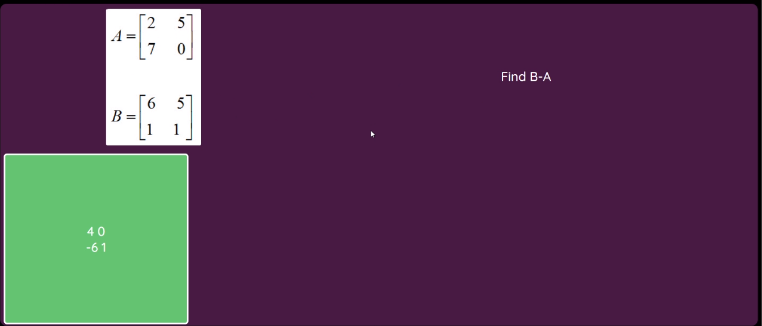 A = [2 5
7 0]
Find B-A
B = [6 5
1 1]
4 0
-6 1